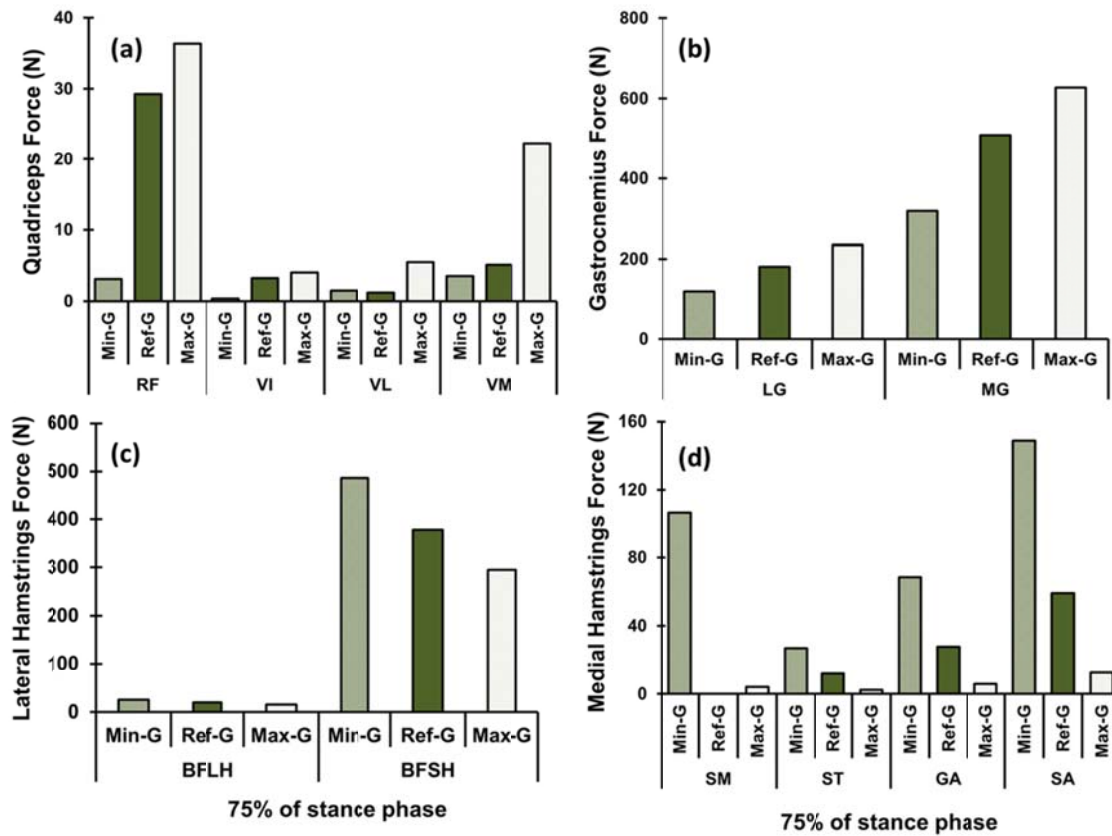 (a)
Quadriceps Force (N)
40
30
20
10
0
Min-G Ref-G Max-G Min-G Ref-G Max-G Min-G Ref-G Max-G Min-G Ref-G Max-G
RF VI VL VM
(b)
Gastrocnemius Force (N)
800
600
400
200
0
Min-G Ref-G Max-G Min-G Ref-G Max-G
LG MG
(c)
Lateral Hamstrings Force (N)
600
500
400
300
200
100
0
Min-G Ref-G Max-G Min-G Ref-G Max-G
BFLH BFSH
75% of stance phase
(d)
Medial Hamstrings Force (N)
160
120
80
40
0
Min-G Ref-G Max-G Min-G Ref-G Max-G Min-G Ref-G Max-G Min-G Ref-G Max-G
SM ST GA SA
75% of stance phase